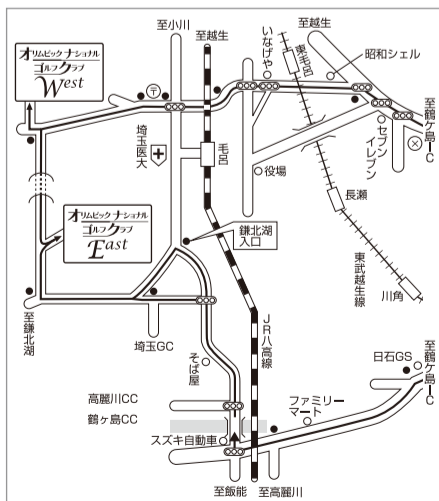 至小川
至越生
至越生
いなげや
東毛呂
昭和シェル
オリムピック ナショナル
ゴルフ クラブ
West
〒
至鶴ヶ島IC
セブン
イレブン
埼玉医大
毛呂
役場
長瀬
オリムピック ナショナル
ゴルフ クラブ
East
鎌北湖
入口
東武越生線
川角
至鎌北湖
JR八高線
埼玉GC
そば屋
日石GS
至鶴ヶ島IC
高麗川CC
ファミリー
マート
鶴ヶ島CC
スズキ自動車
至飯能
至高麗川